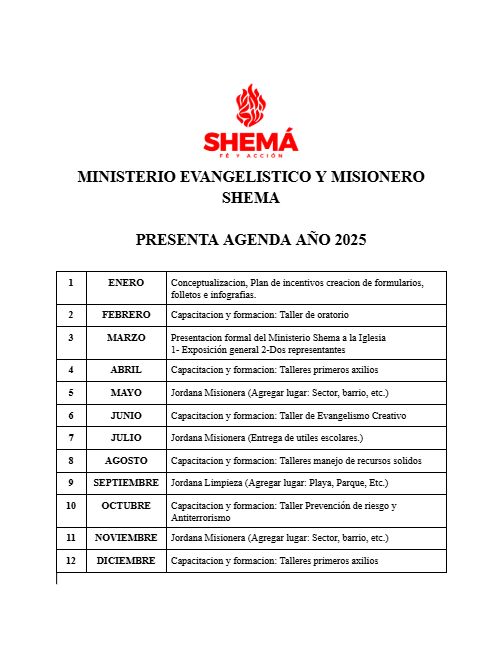 SHEMÁ
FÉ Y ACCIÓN
MINISTERIO EVANGELISTICO Y MISIONERO
SHEMA
PRESENTA AGENDA AÑO 2025
1 ENERO Conceptualizacion, Plan de incentivos creacion de formularios,
folletos e infografias.
2 FEBRERO Capacitacion y formacion: Taller de oratorio
3 MARZO Presentacion formal del Ministerio Shema a la Iglesia
1- Exposición general 2-Dos representantes
4 ABRIL Capacitacion y formacion: Talleres primeros axilios
5 MAYO Jordana Misionera (Agregar lugar: Sector, barrio, etc.)
6 JUNIO Capacitacion y formacion: Taller de Evangelismo Creativo
7 JULIO Jordana Misionera (Entrega de utiles escolares.)
8 AGOSTO Capacitacion y formacion: Talleres manejo de recursos solidos
9 SEPTIEMBRE Jordana Limpieza (Agregar lugar: Playa, Parque, Etc.)
10 OCTUBRE Capacitacion y formacion: Taller Prevención de riesgo y
Antiterrorismo
11 NOVIEMBRE Jordana Misionera (Agregar lugar: Sector, barrio, etc.)
12 DICIEMBRE Capacitacion y formacion: Talleres primeros axilios